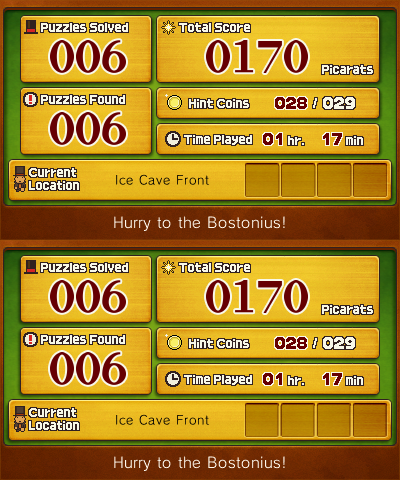 Puzzles Solved
006
Total Score
0170 Picarats
Puzzles Found
006
Hint Coins 028 / 029
Time Played 01 hr. 17 min
Current
Location
Ice Cave Front
Hurry to the Bostonius!
Puzzles Solved
006
Total Score
0170 Picarats
Puzzles Found
006
Hint Coins 028 / 029
Time Played 01 hr. 17 min
Current
Location
Ice Cave Front
Hurry to the Bostonius!